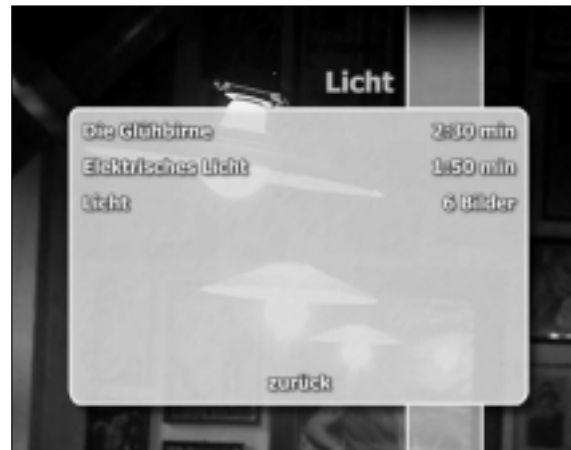 Licht
Die Glühbirne 2:30 min
Elektrisches Licht 1:50 min
Licht 6 Bilder
zurück